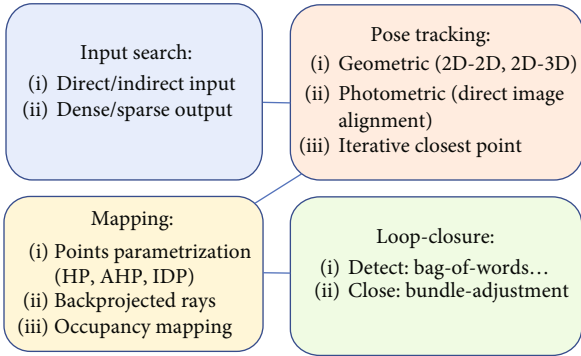 Input search:
(i) Direct/indirect input
(ii) Dense/sparse output
Pose tracking:
(i) Geometric (2D-2D, 2D-3D)
(ii) Photometric (direct image
alignment)
(iii) Iterative closest point
Mapping:
(i) Points parametrization
(HP, AHP, IDP)
(ii) Backprojected rays
(iii) Occupancy mapping
Loop-closure:
(i) Detect: bag-of-words…
(ii) Close: bundle-adjustment